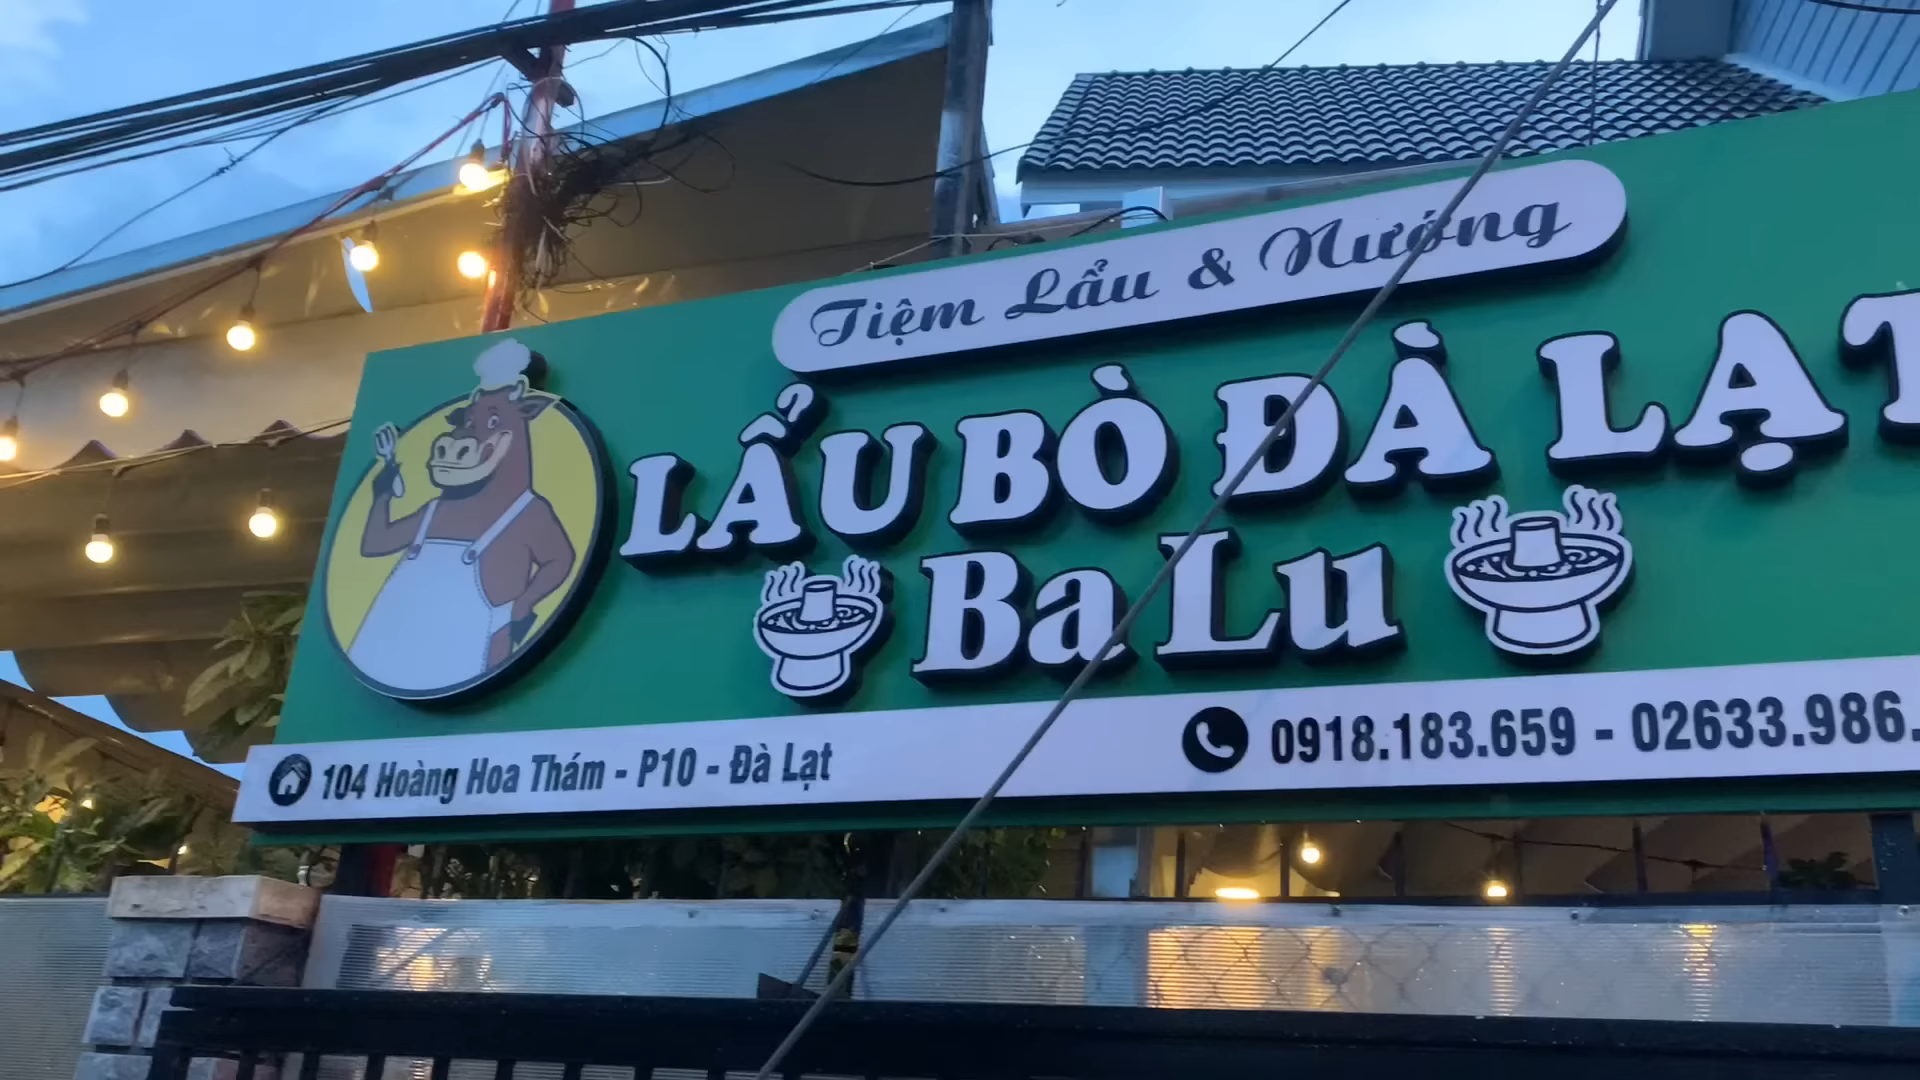 Tiệm Lẩu & Nướng
LẨU BÒ ĐÀ LẠT
Ba Lu
104 Hoàng Hoa Thám - P10 - Đà Lạt
0918.183.659 - 02633.986.